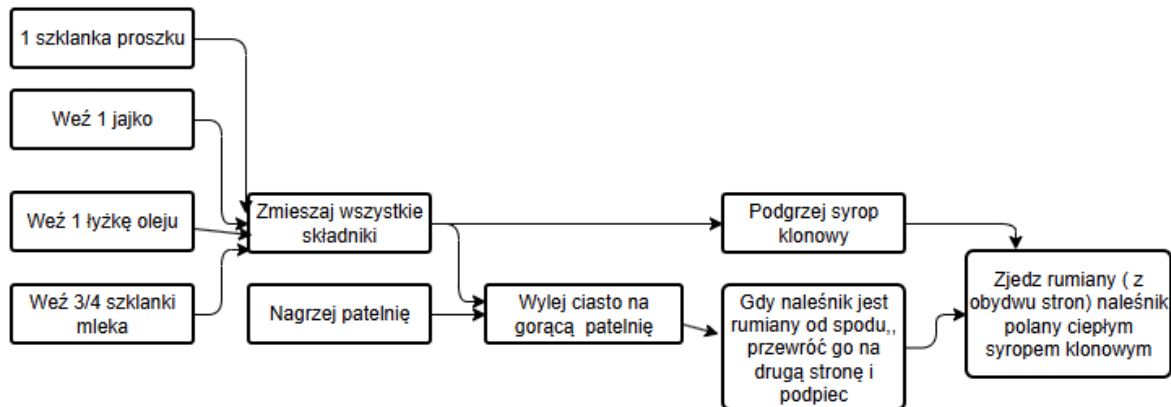 1 szklanka proszku
Weź 1 jajko
Weź 1 łyżkę oleju
Weź 3/4 szklanki
mleka
Zmieszaj wszystkie
składniki
Nagrzej patelnię
Wylej ciasto na
gorącą patelnię
Podgrzej syrop
klonowy
Gdy naleśnik jest
rumiany od spodu,,
przewróć go na
drugą stronę i
podpiec
Zjedz rumiany ( z
obydwu stron) naleśnik
polany ciepłym
syropem klonowym